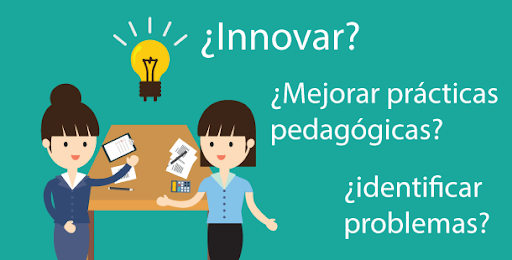 ¿Innovar?
¿Mejorar prácticas
pedagógicas?
¿identificar
problemas?